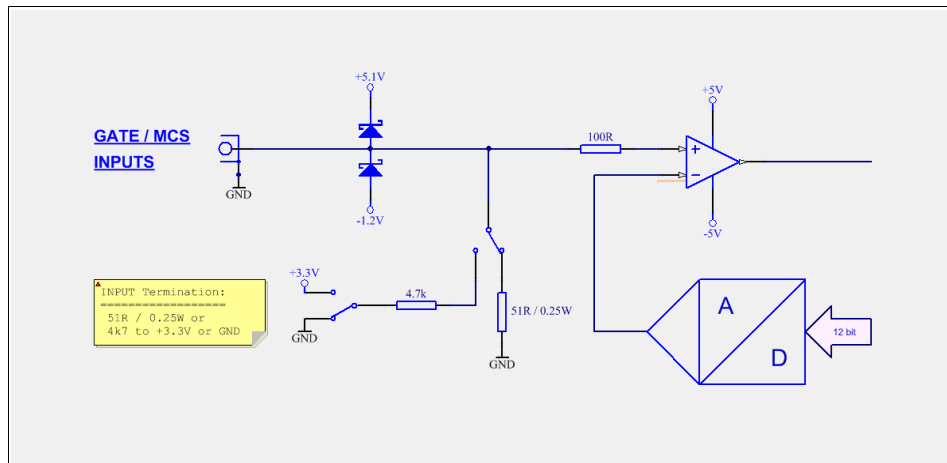 +5.1V
+5V
GATE / MCS
INPUTS
100R
+
-
GND
-1.2V
-5V
+3.3V
4.7k
51R / 0.25W
GND
GND
INPUT Termination:
==================
51R / 0.25W or
4k7 to +3.3V or GND
A
D
12 bit